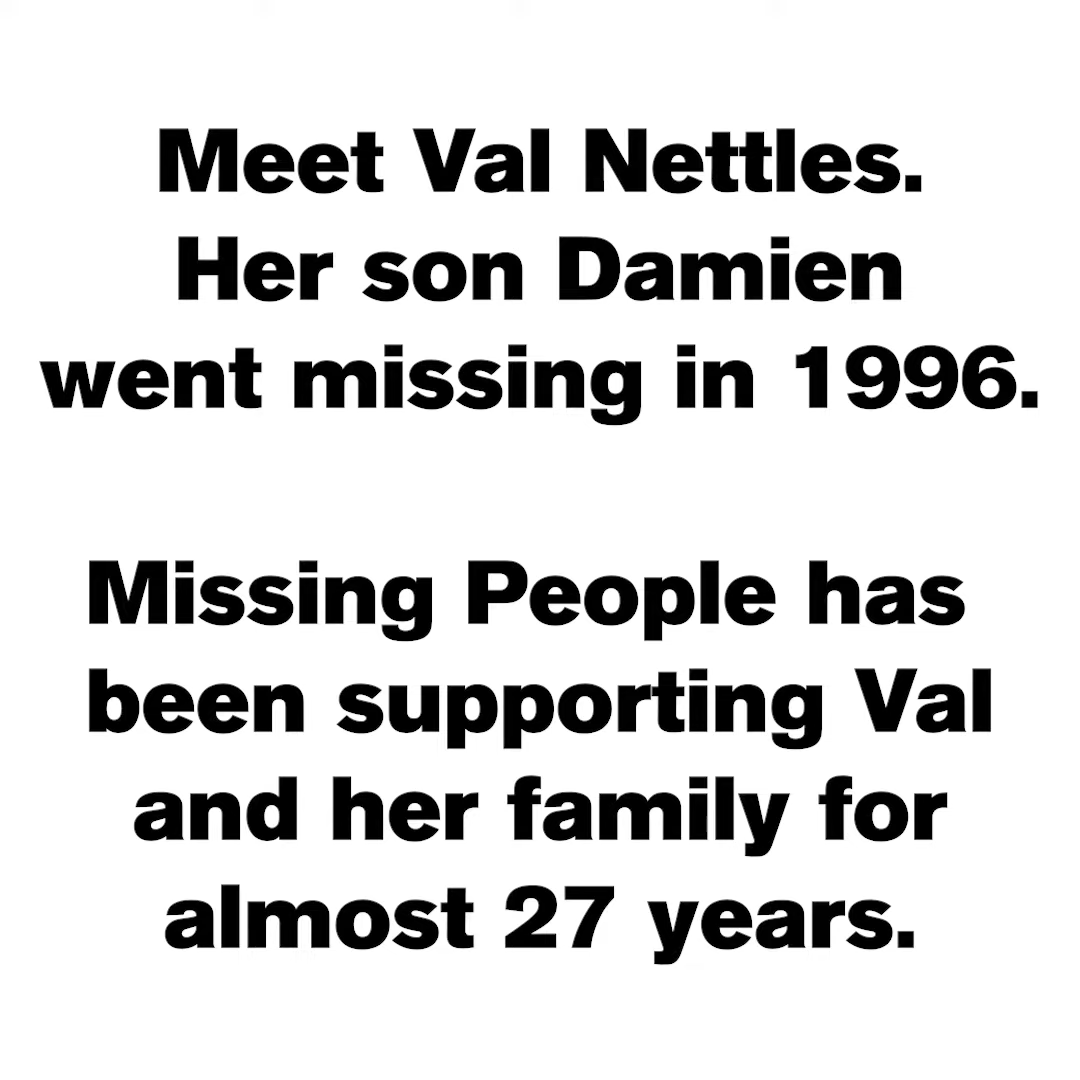 Meet Val Nettles.
Her son Damien
went missing in 1996.
Missing People has
been supporting Val
and her family for
almost 27 years.